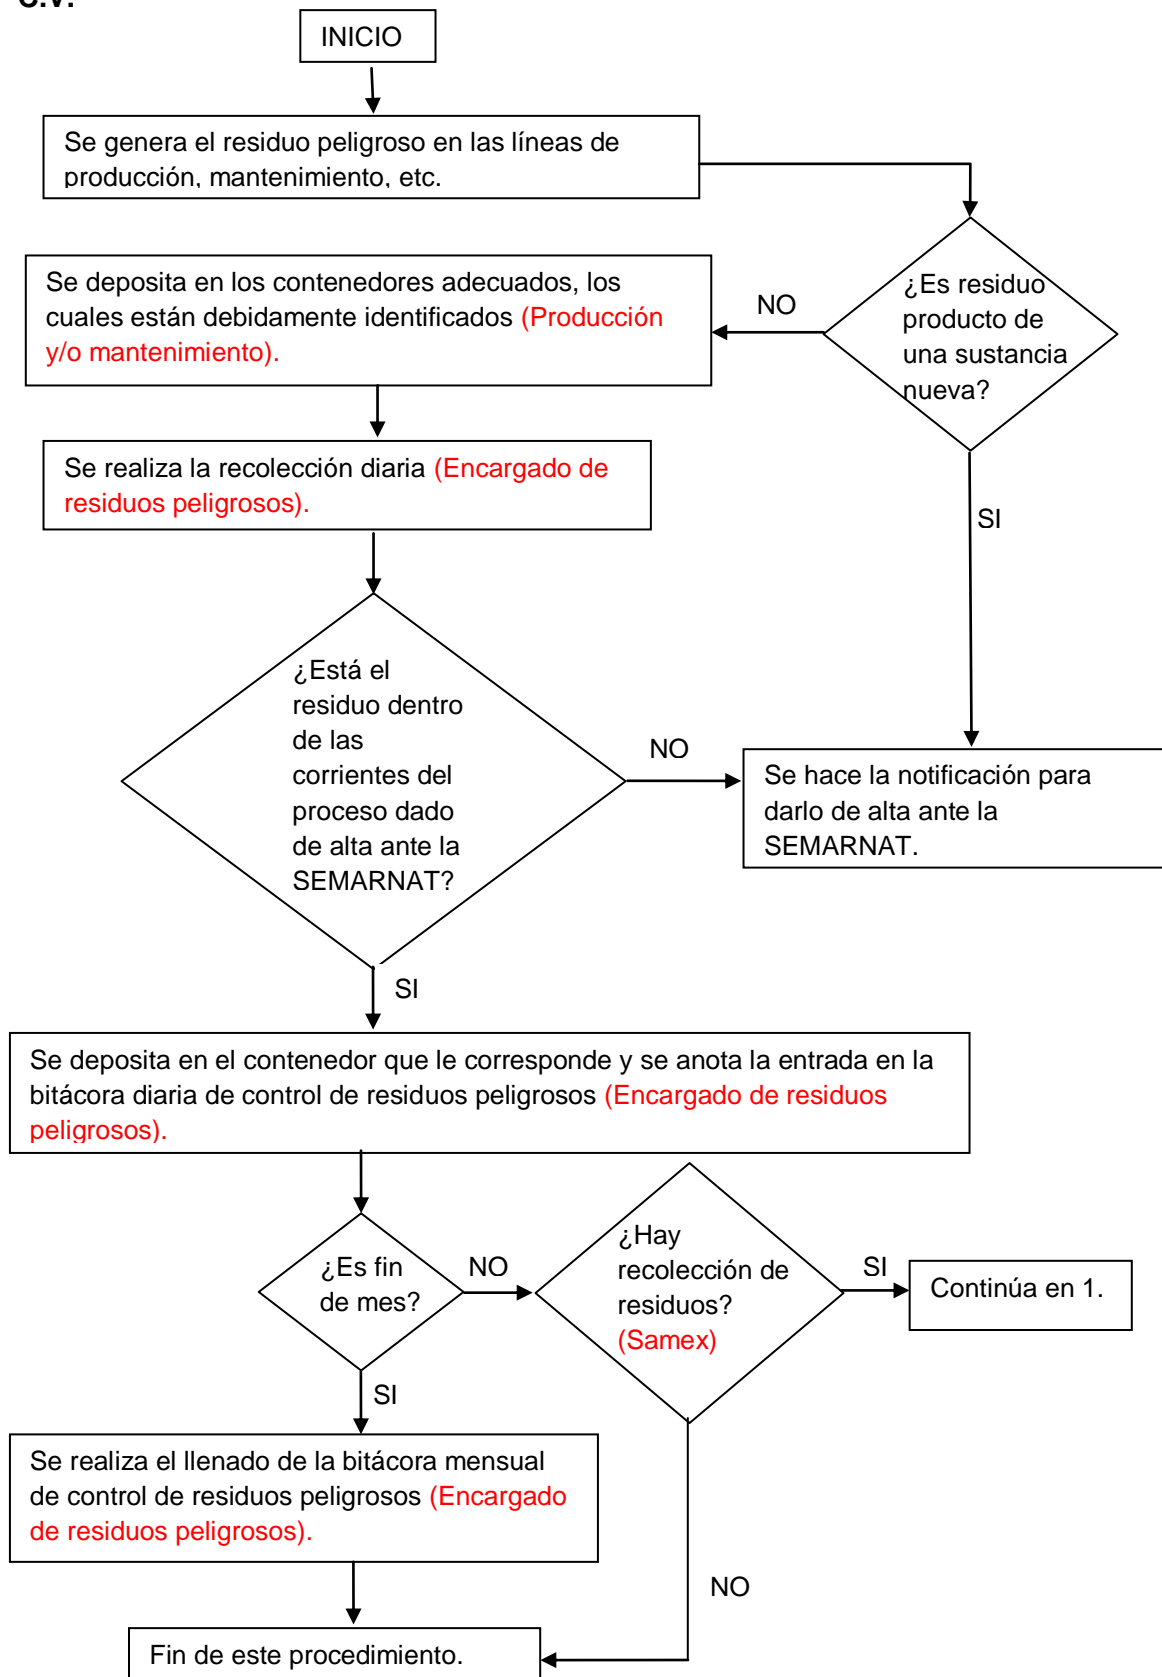 C.V.
INICIO
Se genera el residuo peligroso en las líneas de
producción, mantenimiento, etc.
Se deposita en los contenedores adecuados, los
cuales están debidamente identificados (Producción
y/o mantenimiento).
NO
¿Es residuo
producto de
una sustancia
nueva?
Se realiza la recolección diaria (Encargado de
residuos peligrosos).
SI
¿Está el
residuo dentro
de las
corrientes del
proceso dado
de alta ante la
SEMARNAT?
NO
Se hace la notificación para
darlo de alta ante la
SEMARNAT.
SI
Se deposita en el contenedor que le corresponde y se anota la entrada en la
bitácora diaria de control de residuos peligrosos (Encargado de residuos
peligrosos).
¿Es fin
de mes?
NO
¿Hay
recolección de
residuos?
(Samex)
SI
Continúa en 1.
SI
Se realiza el llenado de la bitácora mensual
de control de residuos peligrosos (Encargado
de residuos peligrosos).
NO
Fin de este procedimiento.